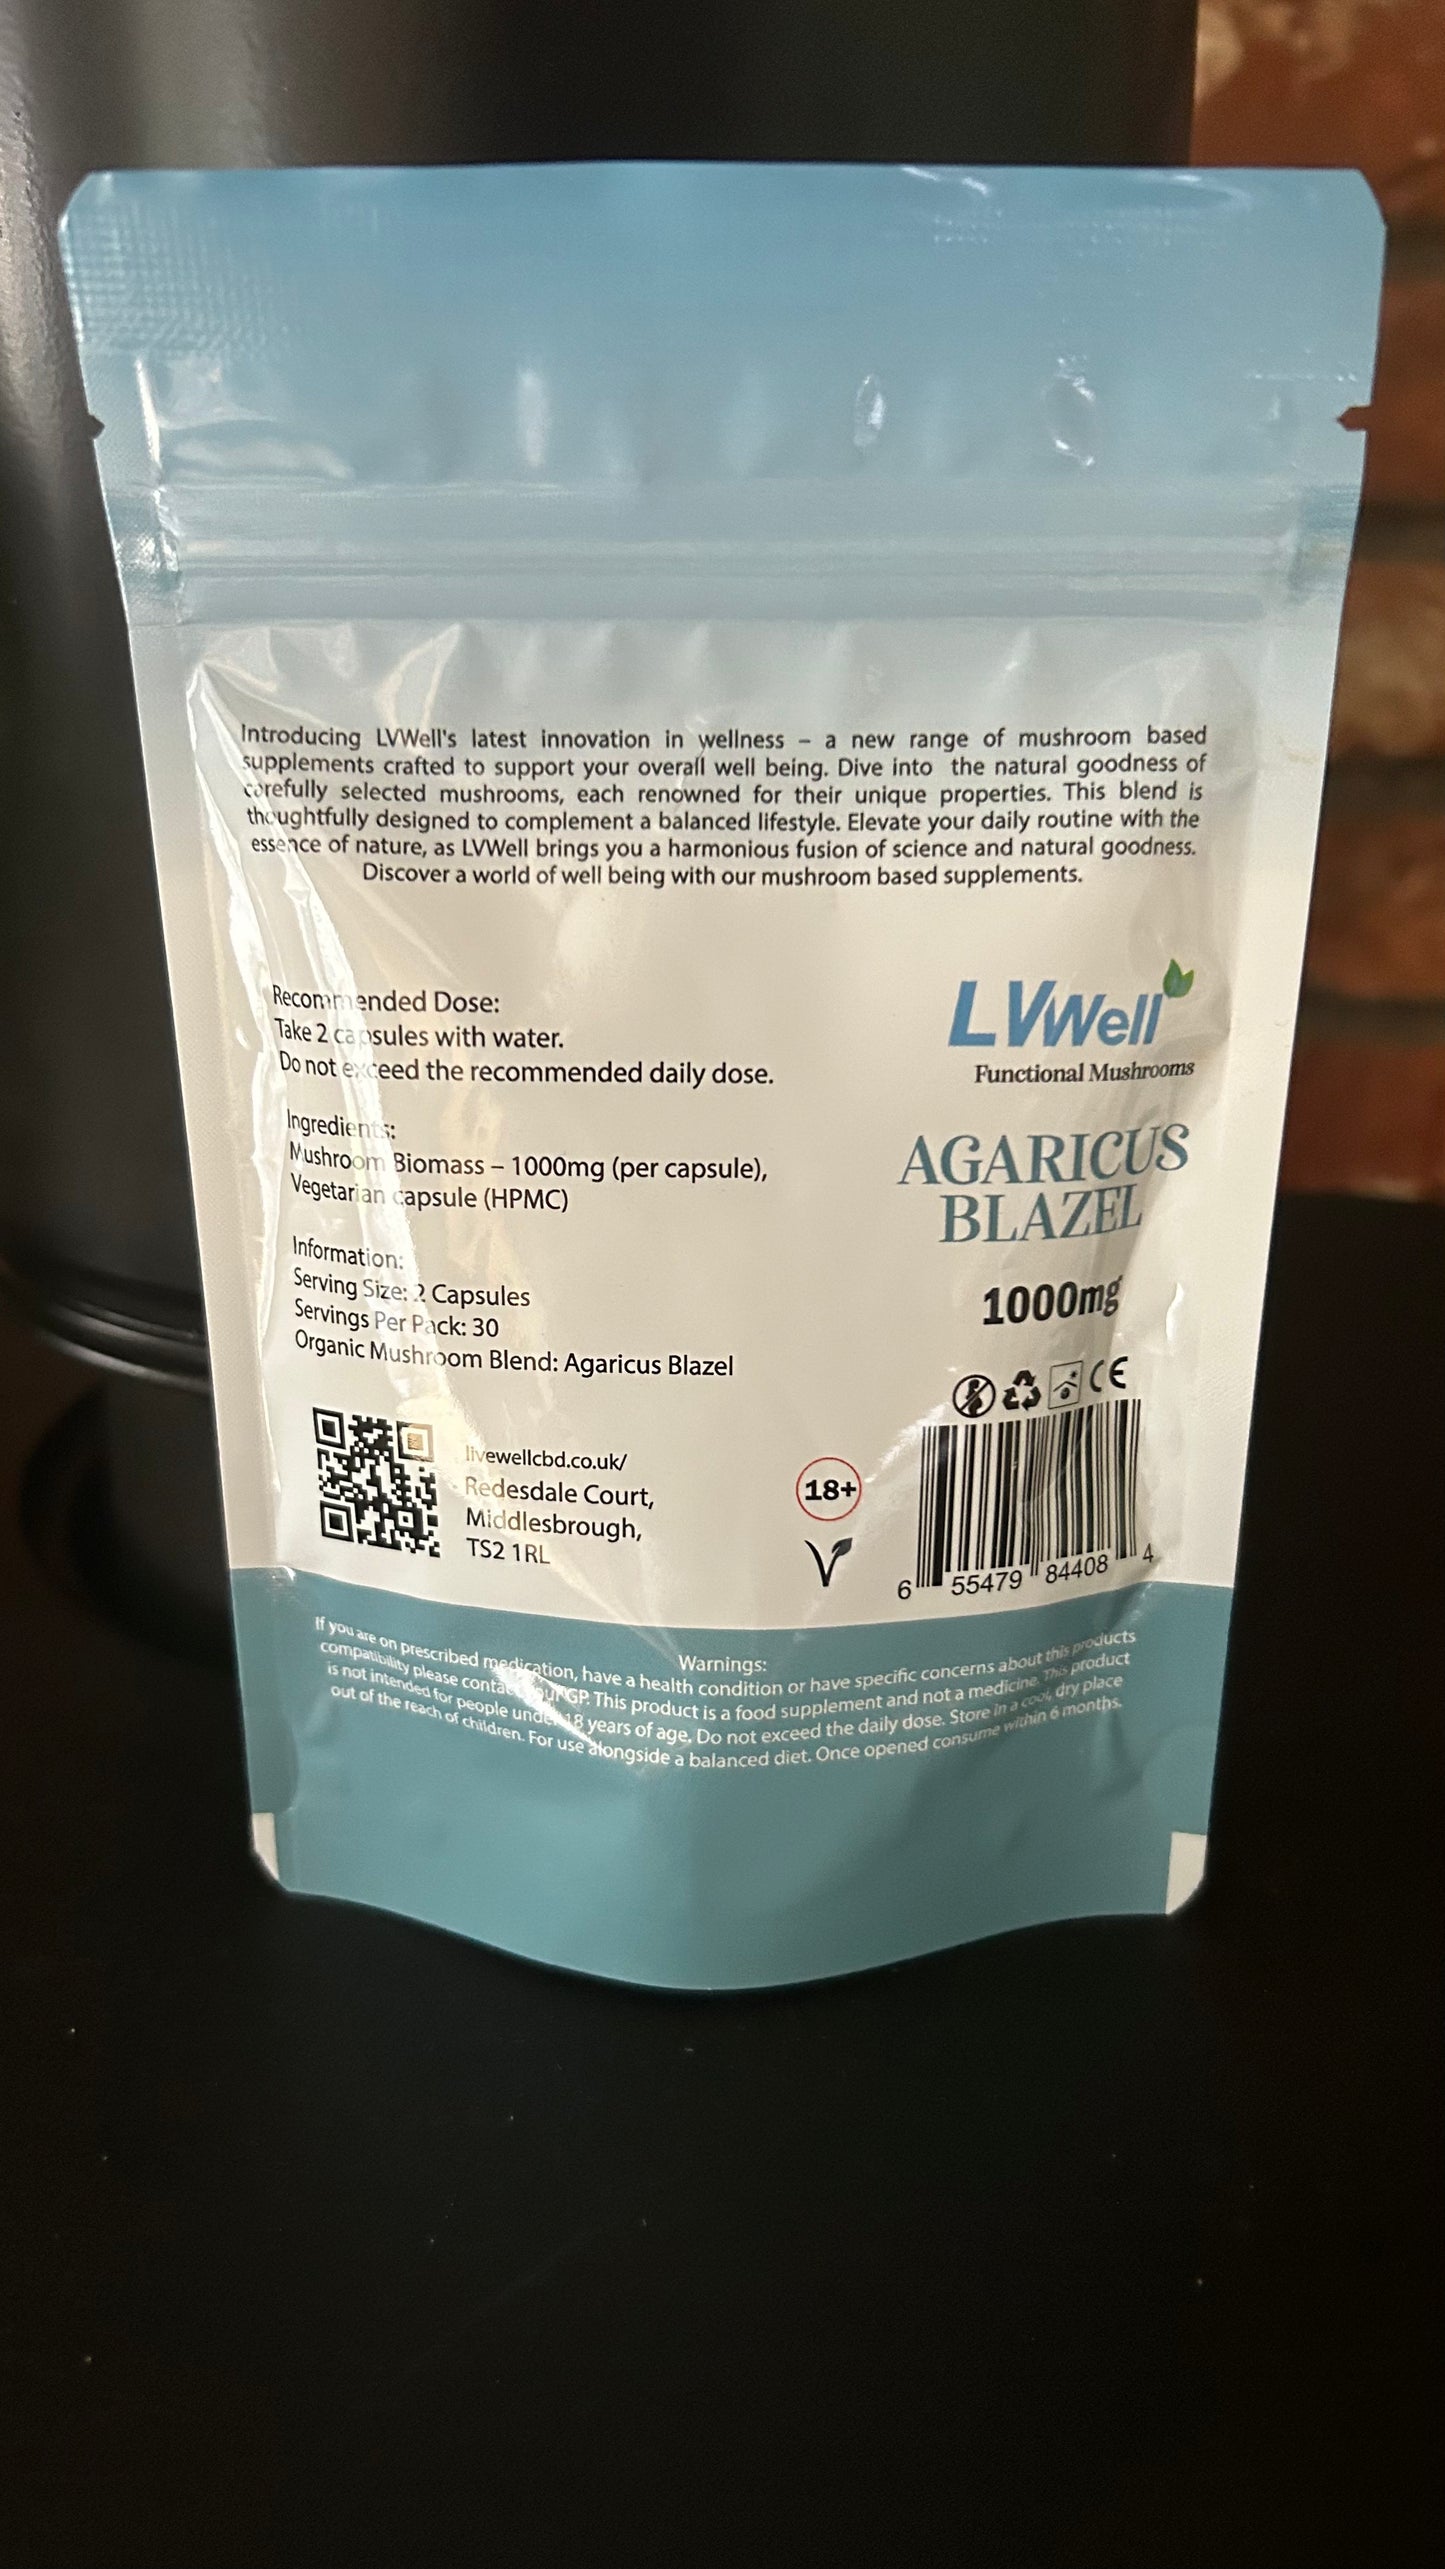 Introducing LVWell's latest innovation in wellness – a new range of mushroom based
supplements crafted to support your overall well being. Dive into the natural goodness of
carefully selected mushrooms, each renowned for their unique properties. This blend is
thoughtfully designed to complement a balanced lifestyle. Elevate your daily routine with the
essence of nature, as LVWell brings you a harmonious fusion of science and natural goodness.
Discover a world of well being with our mushroom based supplements.
Recommended Dose:
Take 2 capsules with water.
Do not exceed the recommended daily dose.
Ingredients:
Mushroom Biomass – 1000mg (per capsule),
Vegetarian capsule (HPMC)
Information:
Serving Size: 2 Capsules
Servings Per Pack: 30
Organic Mushroom Blend: Agaricus Blazel
livewellcbd.co.uk/
Redesdale Court,
Middlesbrough,
TS2 1RL
LVWell
Functional Mushrooms
AGARICUS
BLAZEL
1000mg
CE
18+
6 55479 84408 4
Warnings:
If you are on prescribed medication, have a health condition or have specific concerns about this products
compatibility please contact your GP. This product is a food supplement and not a medicine. This product
is not intended for people under 18 years of age. Do not exceed the daily dose. Store in a cool, dry place
out of the reach of children. For use alongside a balanced diet. Once opened consume within 6 months.